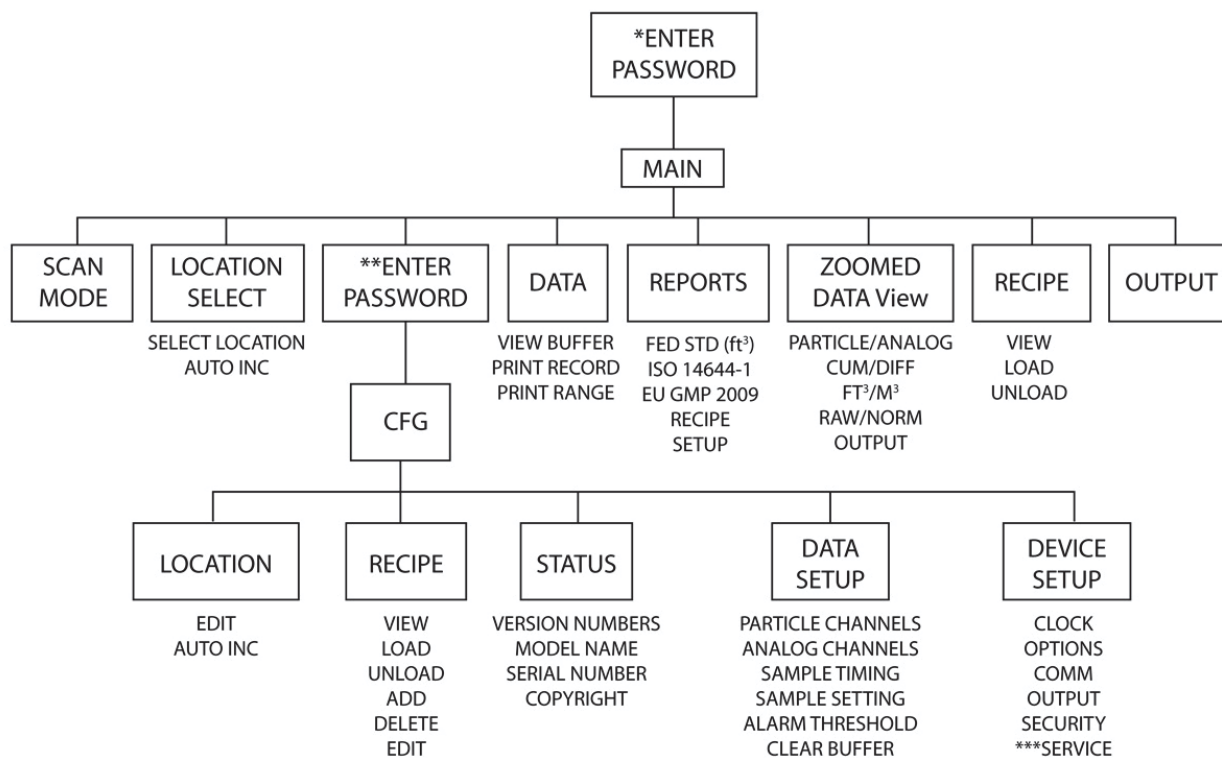 *ENTER
PASSWORD
MAIN
SCAN
MODE
LOCATION
SELECT
SELECT LOCATION
AUTO INC
**ENTER
PASSWORD
DATA
VIEW BUFFER
PRINT RECORD
PRINT RANGE
REPORTS
FED STD (ft³)
ISO 14644-1
EU GMP 2009
RECIPE
SETUP
ZOOMED
DATA View
PARTICLE/ANALOG
CUM/DIFF
FT³/M³
RAW/NORM
OUTPUT
RECIPE
VIEW
LOAD
UNLOAD
OUTPUT
CFG
LOCATION
EDIT
AUTO INC
RECIPE
VIEW
LOAD
UNLOAD
ADD
DELETE
EDIT
STATUS
VERSION NUMBERS
MODEL NAME
SERIAL NUMBER
COPYRIGHT
DATA
SETUP
PARTICLE CHANNELS
ANALOG CHANNELS
SAMPLE TIMING
SAMPLE SETTING
ALARM THRESHOLD
CLEAR BUFFER
DEVICE
SETUP
CLOCK
OPTIONS
COMM
OUTPUT
SECURITY
***SERVICE